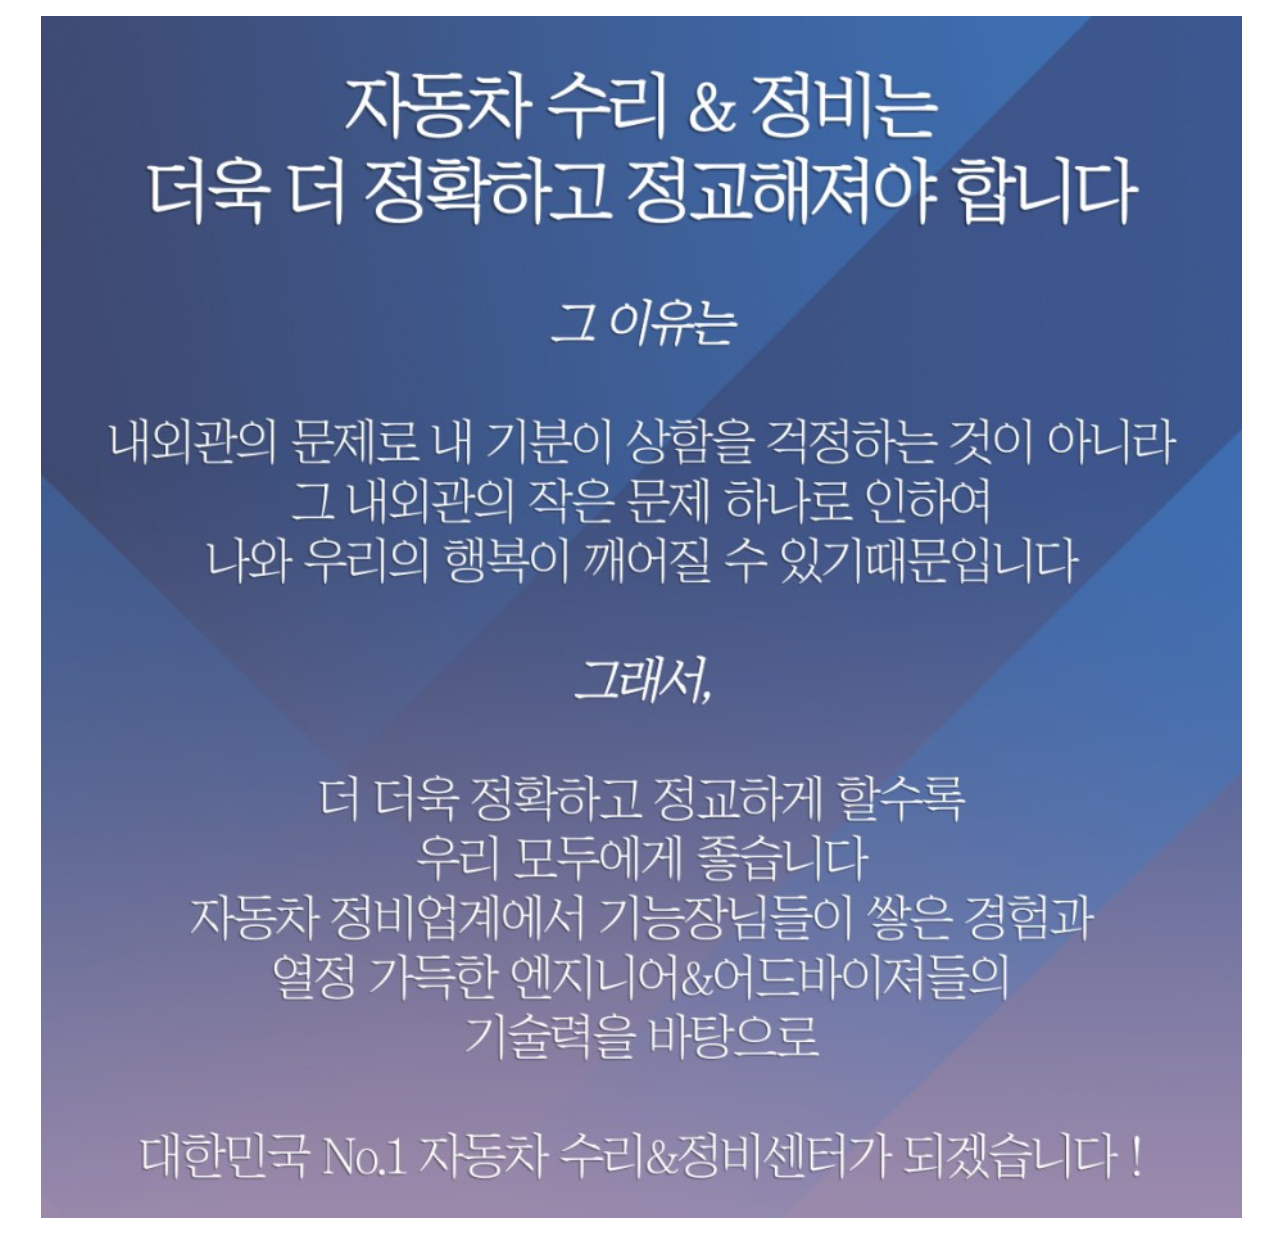 자동차 수리 & 정비는
더욱 더 정확하고 정교해져야 합니다
그 이유는
내외관의 문제로 내 기분이 상함을 걱정하는 것이 아니라
그 내외관의 작은 문제 하나로 인하여
나와 우리의 행복이 깨어질 수 있기때문입니다
그래서,
더 더욱 정확하고 정교하게 할수록
우리 모두에게 좋습니다
자동차 정비업계에서 기능장님들이 쌓은 경험과
열정 가득한 엔지니어&어드바이져들의
기술력을 바탕으로
대한민국 No.1 자동차 수리&정비센터가 되겠습니다 !